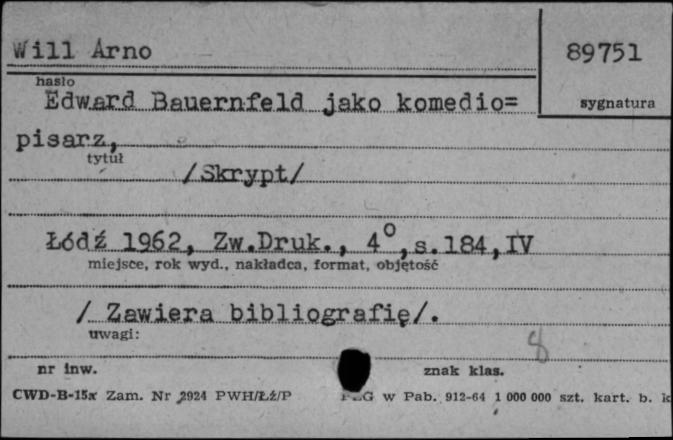 Will Arno
89751
hasło
sygnatura
Edward Bauernfeld jako komedio=
pisarz,
tytuł
/Skrypt/
Łódź 1962, Zw.Druk., 4°, s.184, IV
miejsce, rok wyd., nakładca, format, objętość
/ Zawiera bibliografię/.
uwagi:
8
nr inw.
znak klas.
CWD-B-15x Zam. Nr 2924 PWH/Łż/P
w Pab. 912-64 1 000 000 szt. kart. b. k